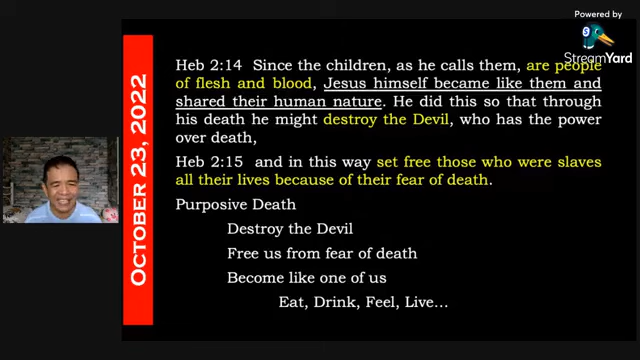 Powered by
StreamYard
OCTOBER 23, 2022
Heb 2:14 Since the children, as he calls them, are people
of flesh and blood, Jesus himself became like them and
shared their human nature. He did this so that through
his death he might destroy the Devil, who has the power
over death,
Heb 2:15 and in this way set free those who were slaves
all their lives because of their fear of death.
Purposive Death
Destroy the Devil
Free us from fear of death
Become like one of us
Eat, Drink, Feel, Live...